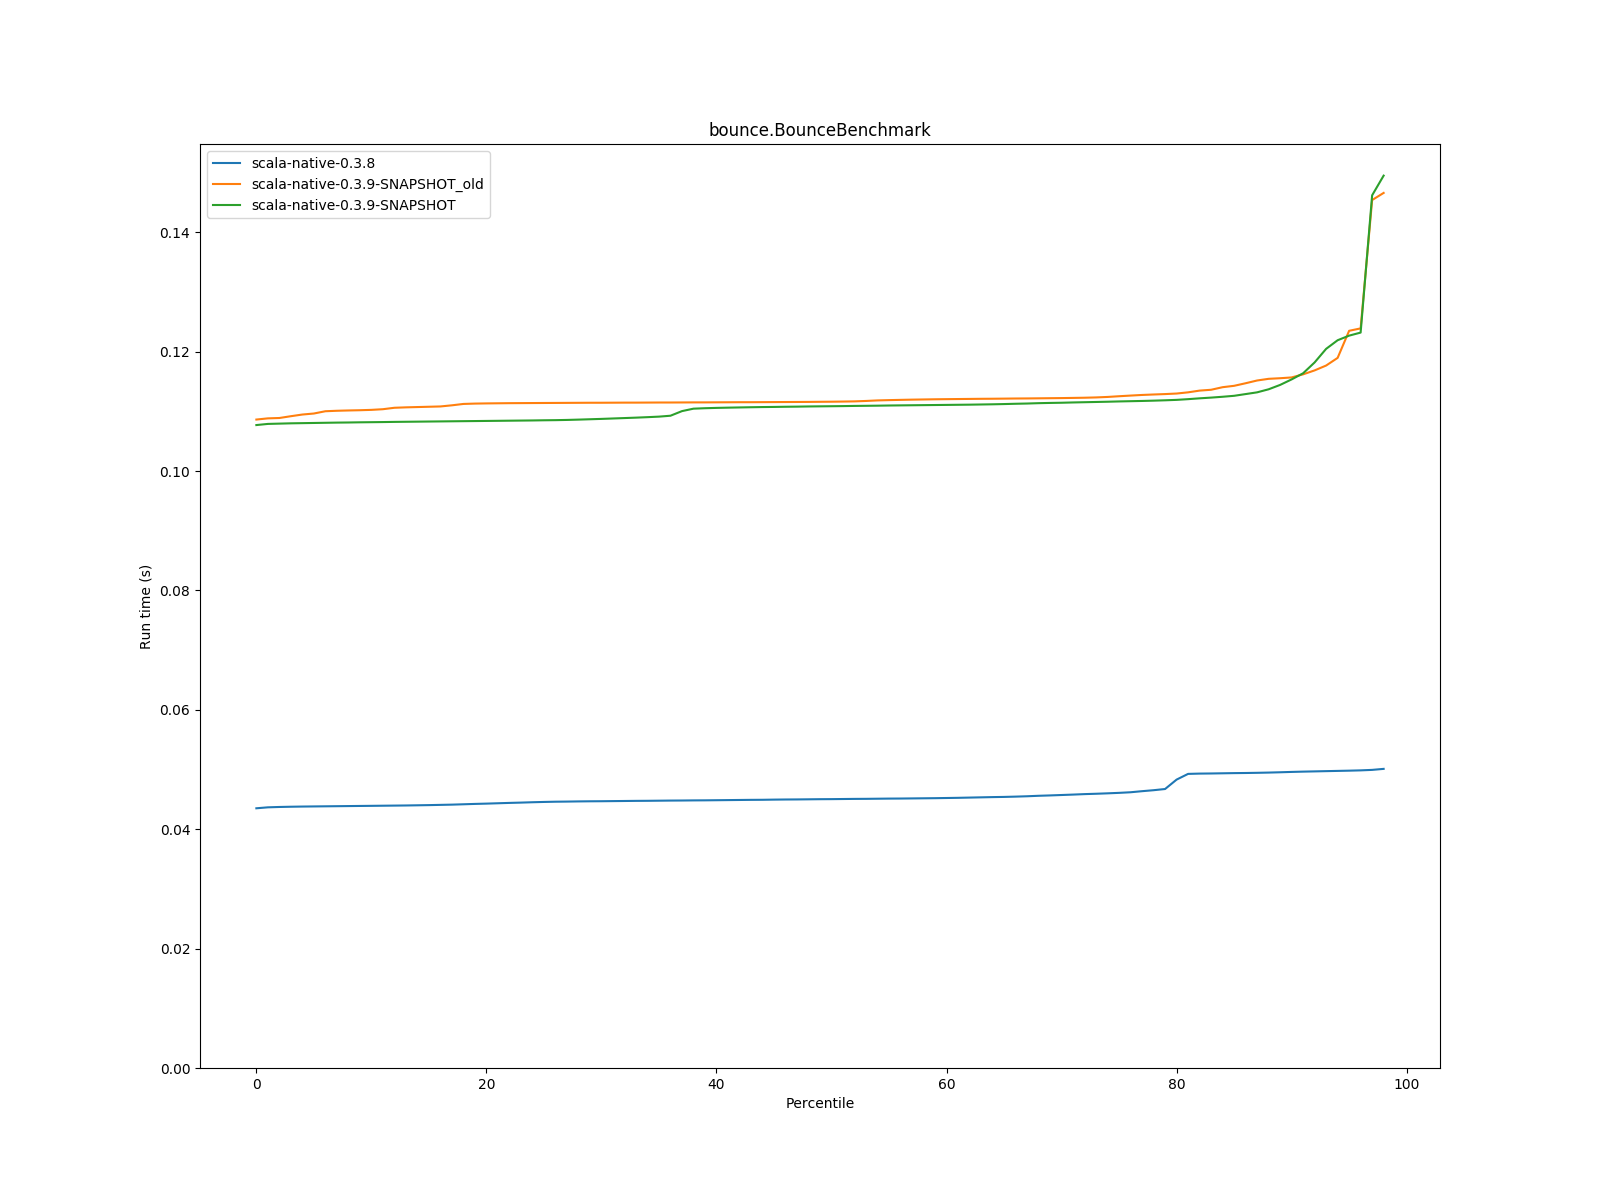 bounce.BounceBenchmark
scala-native-0.3.8
scala-native-0.3.9-SNAPSHOT_old
scala-native-0.3.9-SNAPSHOT
0.14
0.12
0.10
0.08
0.06
0.04
0.02
0.00
Run time (s)
0 20 40 60 80 100
Percentile